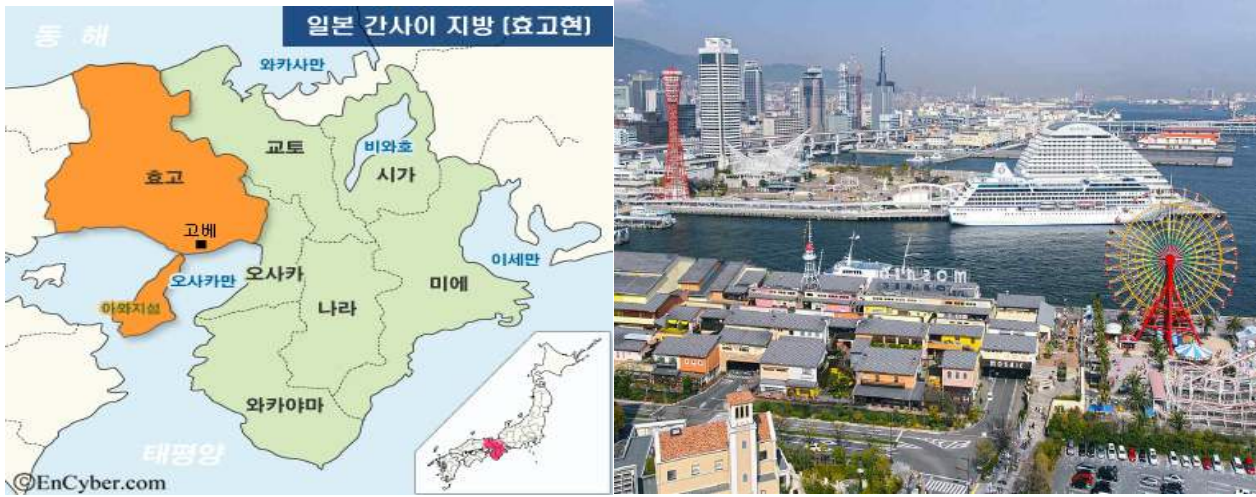 일본 간사이 지방 (효고현)
동 해
와카사만
교토
비와호
시가
효고
고베
오사카만
오사카
아와지섬
나라
미에
이세만
와카야마
태평양
©EnCyber.com
mosaic
MOSAIC